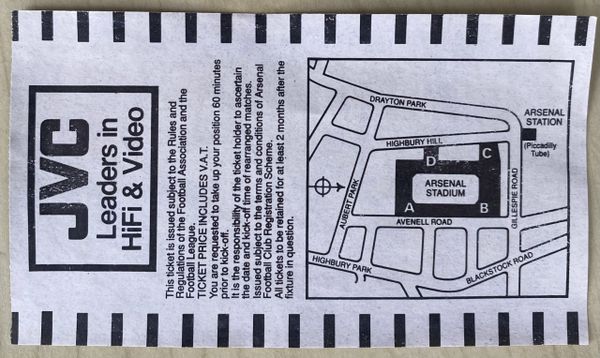 JVC
Leaders in
HiFi & Video
This ticket is issued subject to the Rules and
Regulations of the Football Association and the
Football League.
TICKET PRICE INCLUDES V.A.T.
You are requested to take up your position 60 minutes
prior to kick-off.
It is the responsibility of the ticket holder to ascertain
the date and kick-off time of rearranged matches.
Issued subject to the terms and conditions of Arsenal
Football Club Registration Scheme.
All tickets to be retained for at least 2 months after the
fixture in question.
DRAYTON PARK
ARSENAL
STATION
(Piccadilly
Tube)
HIGHBURY HILL
D
C
ARSENAL
STADIUM
A
B
AUBERT PARK
GILLESPIE ROAD
AVENELL ROAD
HIGHBURY PARK
BLACKSTOCK ROAD